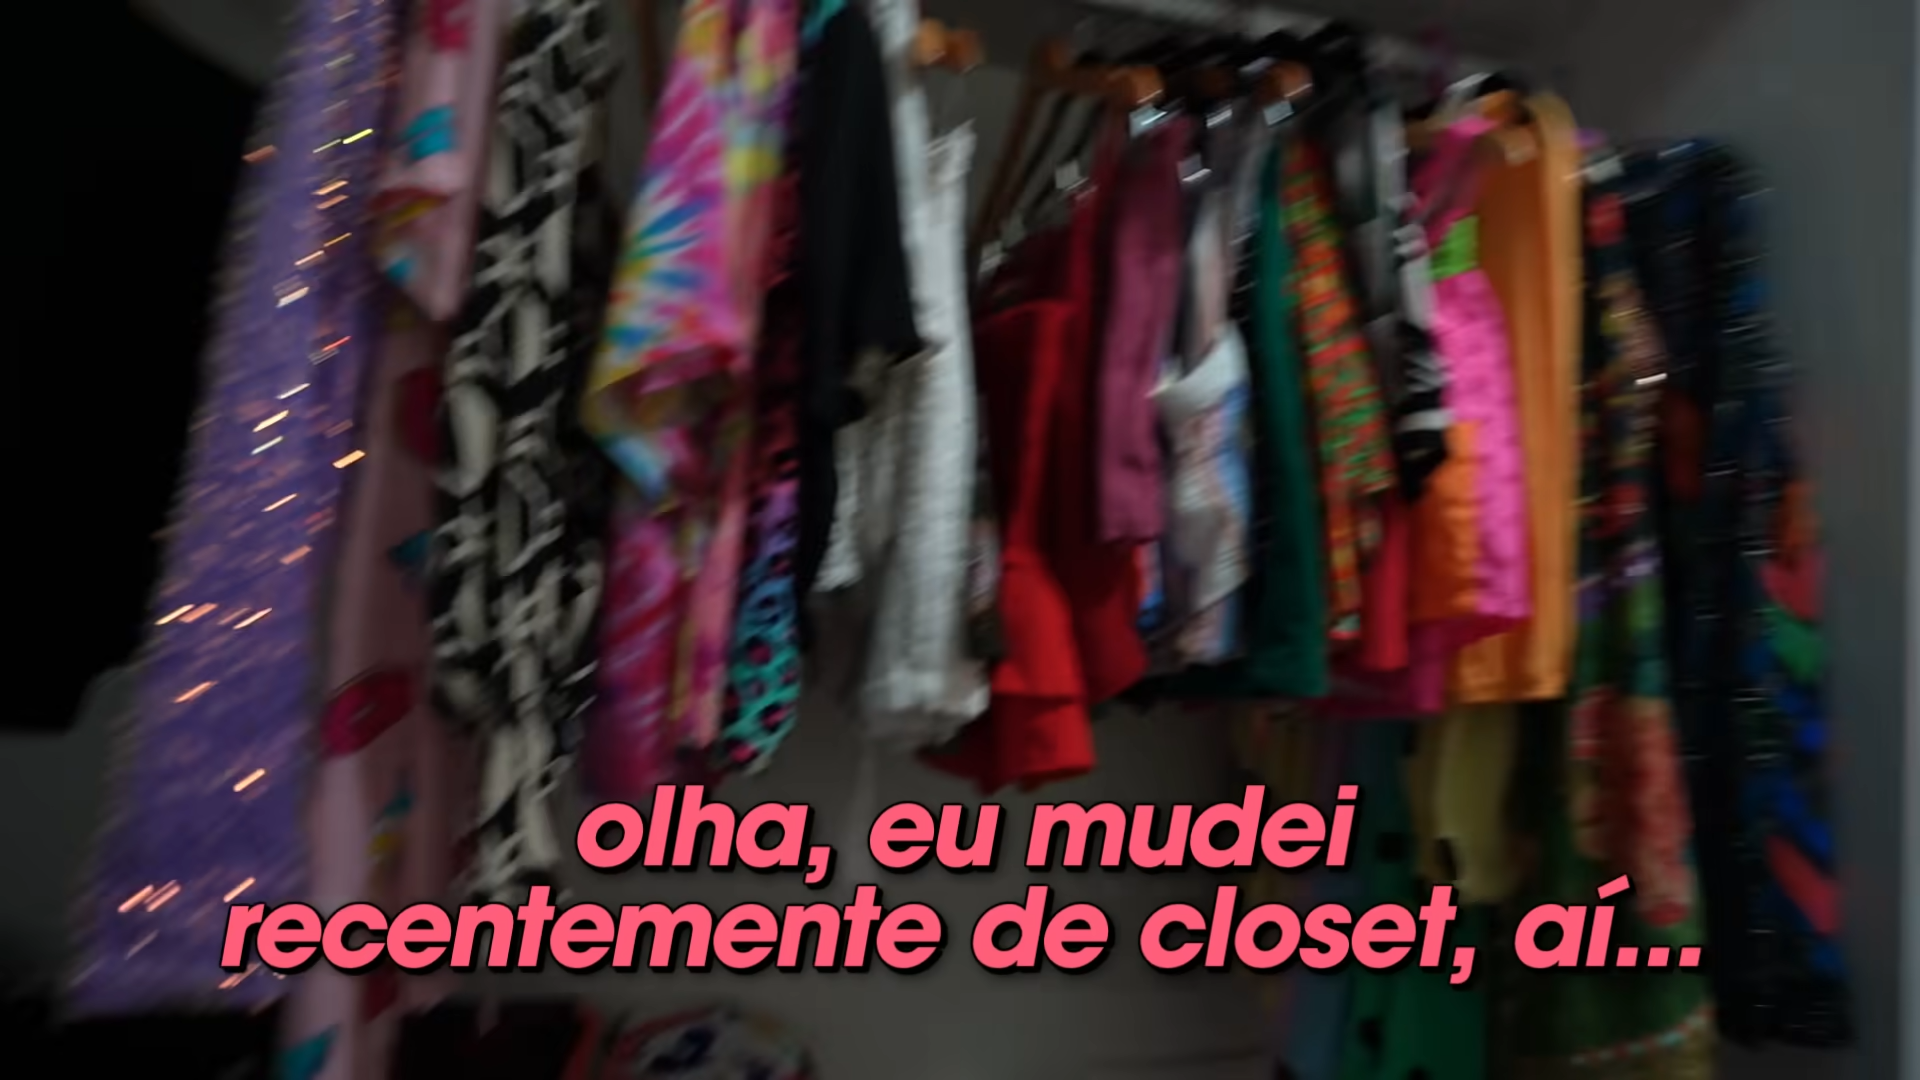 olha, eu mudei
recentemente de closet, aí...